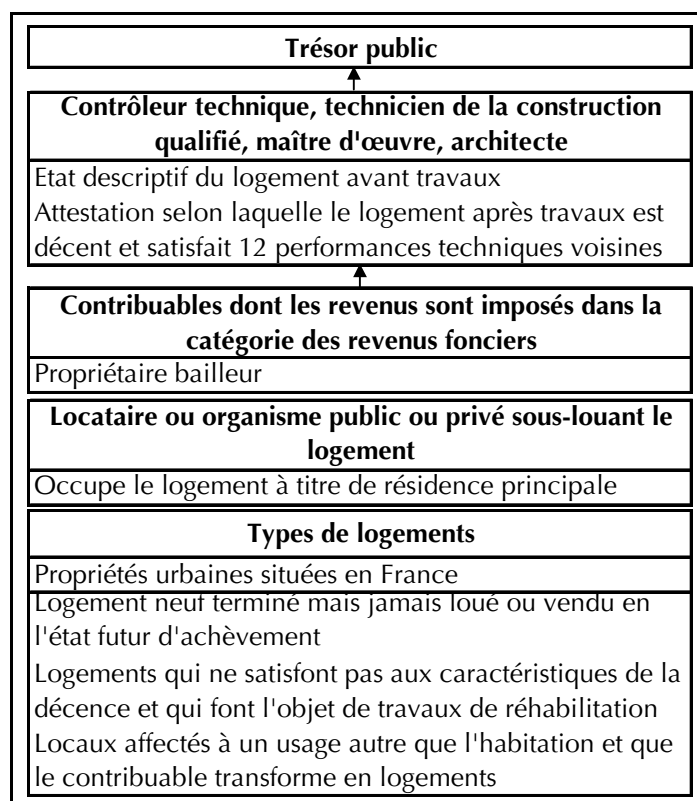 Trésor public
Contrôleur technique, technicien de la construction
qualifié, maître d'œuvre, architecte
Etat descriptif du logement avant travaux
Attestation selon laquelle le logement après travaux est
décent et satisfait 12 performances techniques voisines
Contribuables dont les revenus sont imposés dans la
catégorie des revenus fonciers
Propriétaire bailleur
Locataire ou organisme public ou privé sous-louant le
logement
Occupe le logement à titre de résidence principale
Types de logements
Propriétés urbaines situées en France
Logement neuf terminé mais jamais loué ou vendu en
l'état futur d'achèvement
Logements qui ne satisfont pas aux caractéristiques de la
décence et qui font l'objet de travaux de réhabilitation
Locaux affectés à un usage autre que l'habitation et que
le contribuable transforme en logements